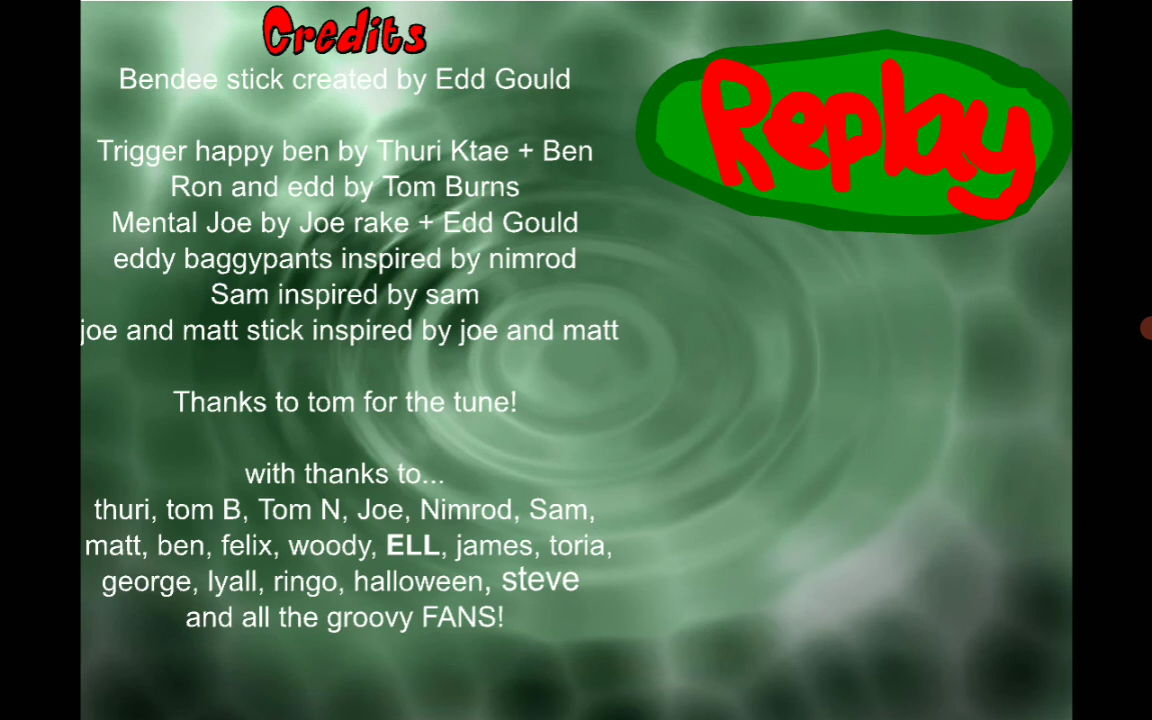 Credits
Bendee stick created by Edd Gould
Trigger happy ben by Thuri Ktae + Ben
Ron and edd by Tom Burns
Mental Joe by Joe rake + Edd Gould
eddy baggypants inspired by nimrod
Sam inspired by sam
joe and matt stick inspired by joe and matt
Thanks to tom for the tune!
with thanks to...
thuri, tom B, Tom N, Joe, Nimrod, Sam,
matt, ben, felix, woody, ELL, james, toria,
george, lyall, ringo, halloween, steve
and all the groovy FANS!
Replay